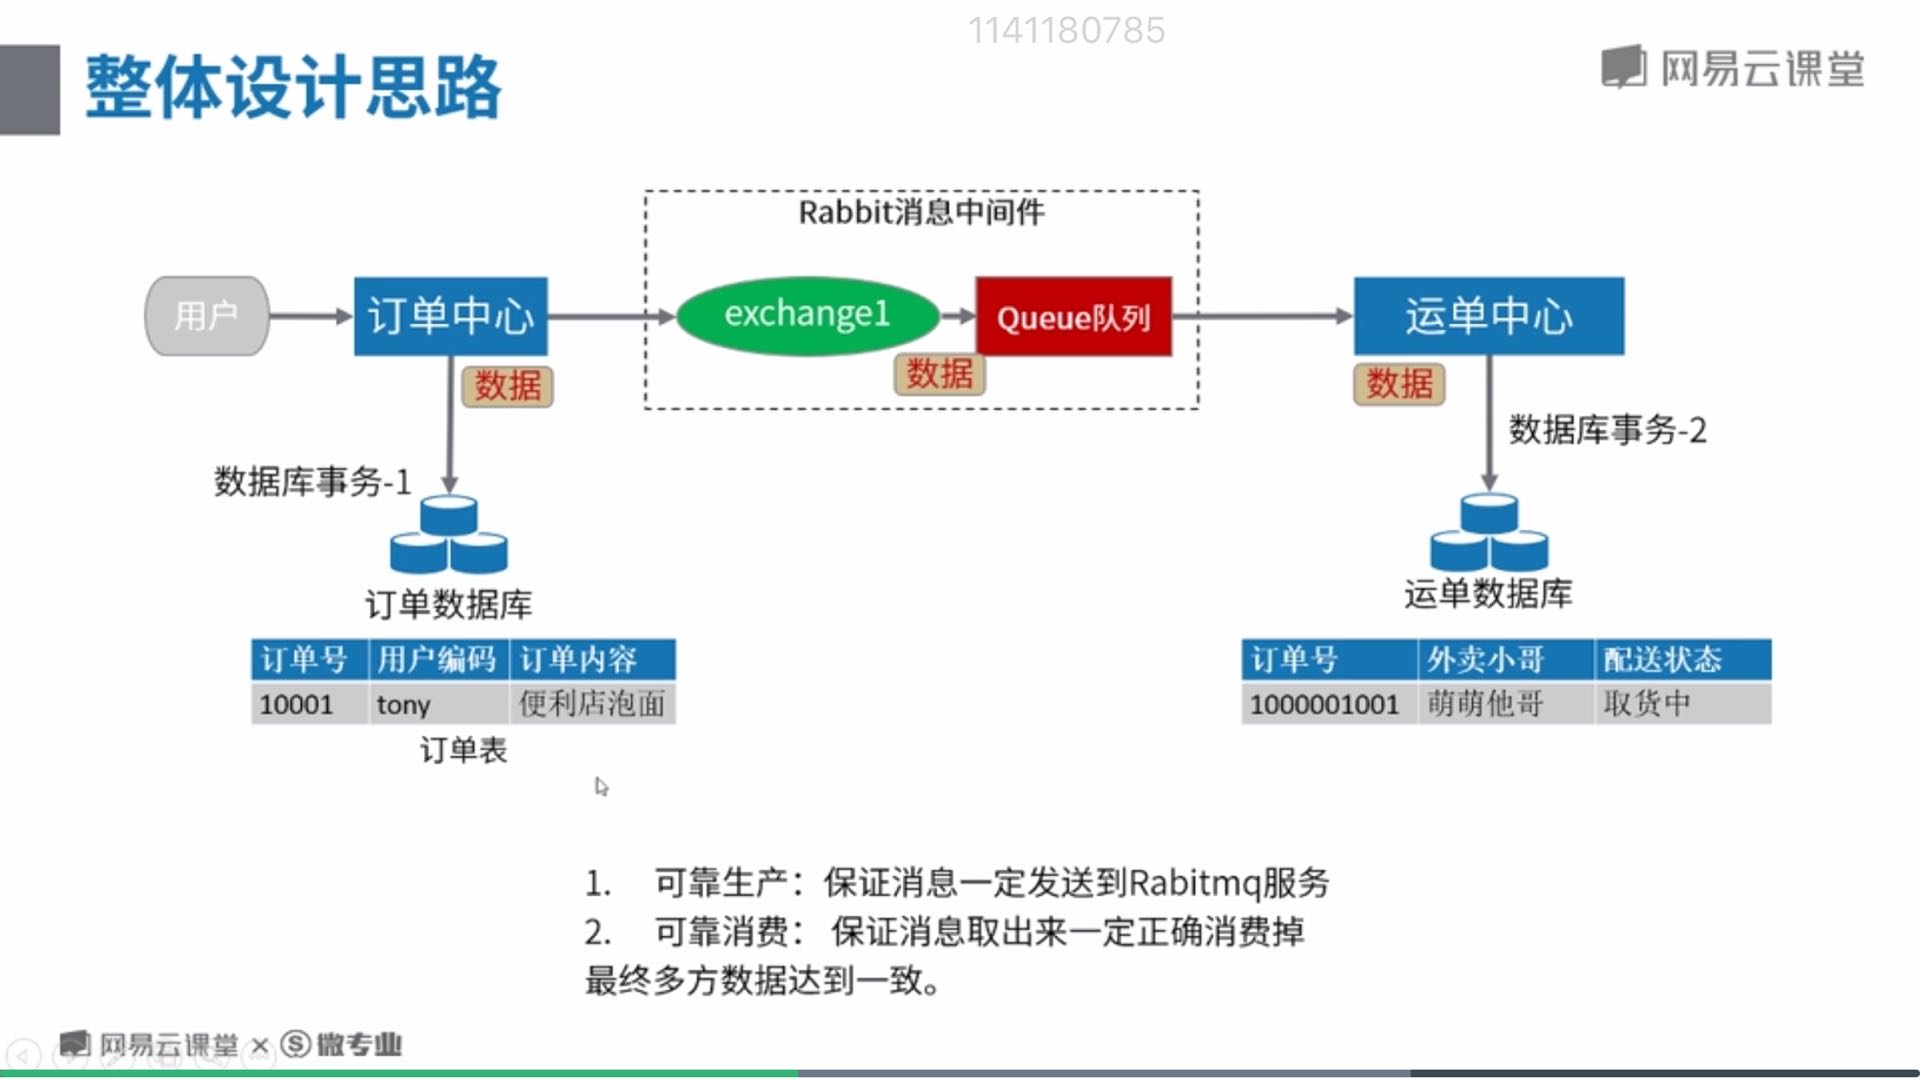 1141180785
整体设计思路
网易云课堂
Rabbit消息中间件
用户
订单中心
exchange1
Queue队列
运单中心
数据
数据
数据
数据库事务-1
数据库事务-2
订单数据库
运单数据库
订单号 用户编码 订单内容
10001 tony 便利店泡面
订单表
订单号 外卖小哥 配送状态
1000001001 萌萌他哥 取货中
1. 可靠生产：保证消息一定发送到Rabitmq服务
2. 可靠消费： 保证消息取出来一定正确消费掉
最终多方数据达到一致。
网易云课堂 × 微专业